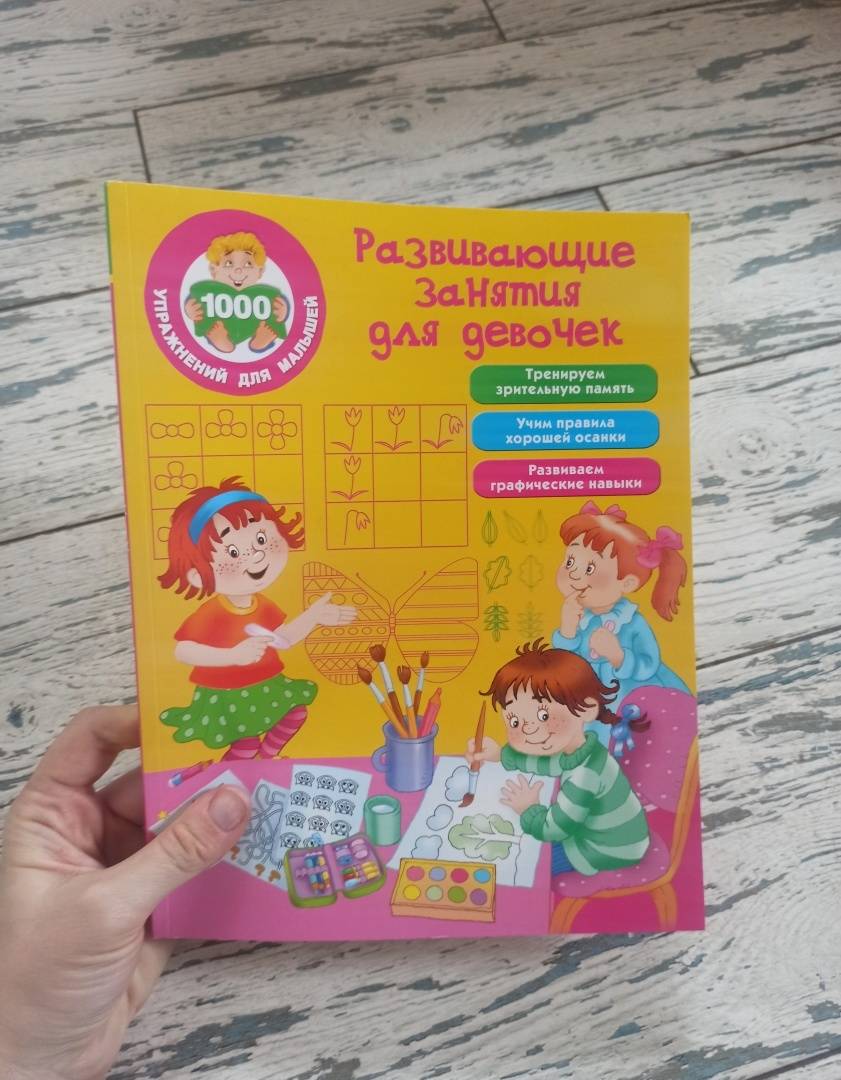 1000
УПРАЖНЕНИЙ ДЛЯ МАЛЫШЕЙ
Развивающие
занятия
для девочек
Тренируем
зрительную память
Учим правила
хорошей осанки
Развиваем
графические навыки